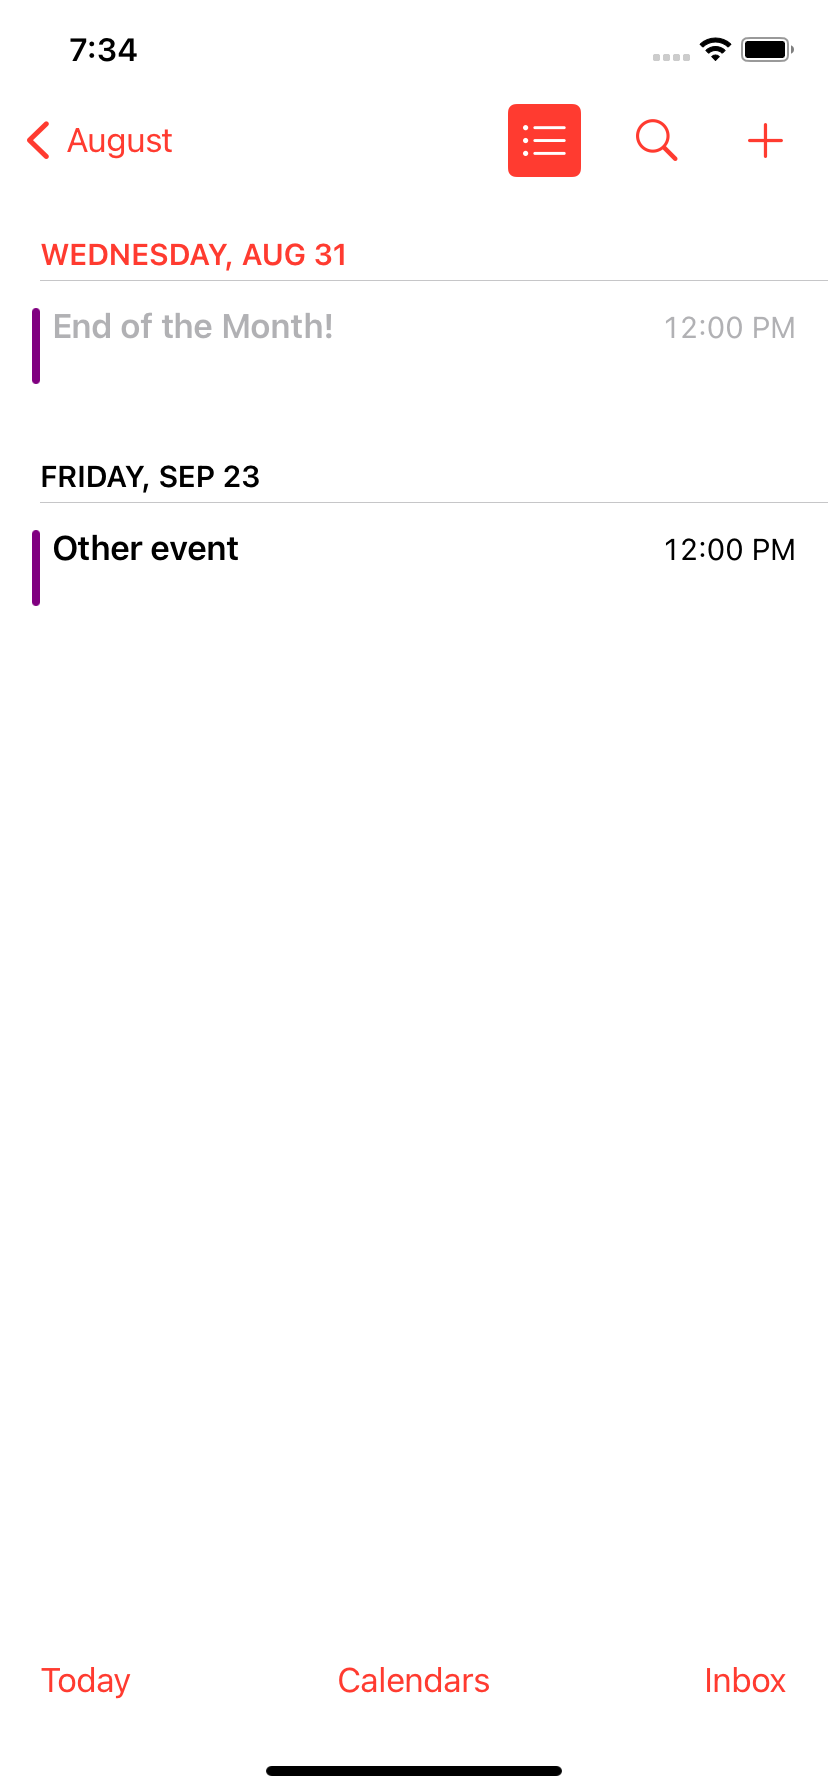 7:34
August
WEDNESDAY, AUG 31
End of the Month! 12:00 PM
FRIDAY, SEP 23
Other event 12:00 PM
Today Calendars Inbox